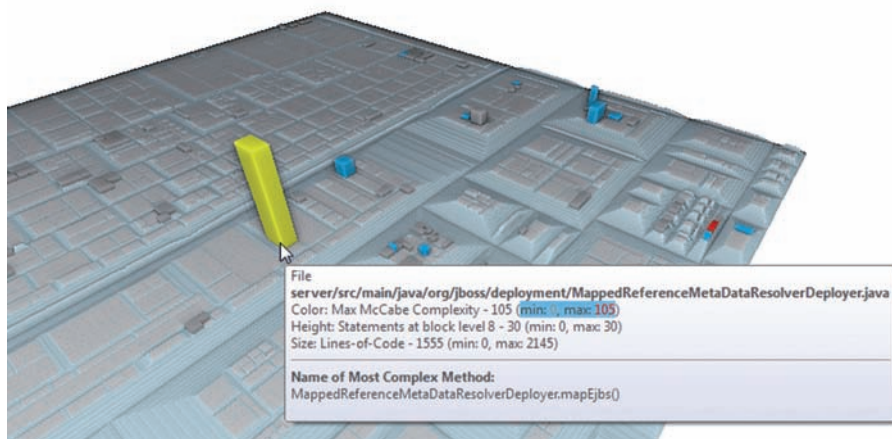 File
server/src/main/java/org/jboss/deployment/MappedReferenceMetaDataResolverDeployer.java
Color: Max McCabe Complexity - 105 (min: 0, max: 105)
Height: Statements at block level 8 - 30 (min: 0, max: 30)
Size: Lines-of-Code - 1555 (min: 0, max: 2145)
Name of Most Complex Method:
MappedReferenceMetaDataResolverDeployer.mapEjbs()